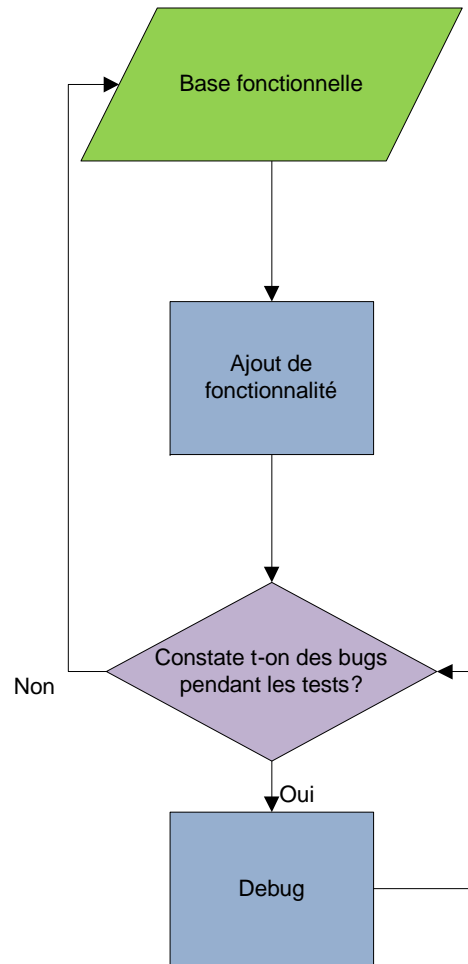 Base fonctionnelle
Ajout de
fonctionnalité
Constate t-on des bugs
pendant les tests?
Non
Oui
Debug